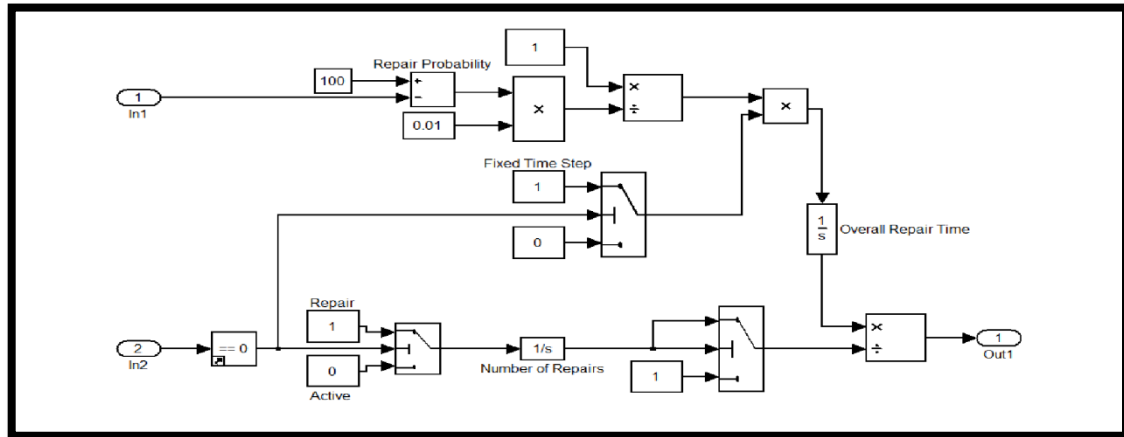 1
Repair Probability
100
+
−
1
In1
×
÷
×
0.01
×
Fixed Time Step
1
1
s
Overall Repair Time
0
Repair
1
×
÷
1
Out1
2
In2
== 0
1/s
Number of Repairs
0
1
Active